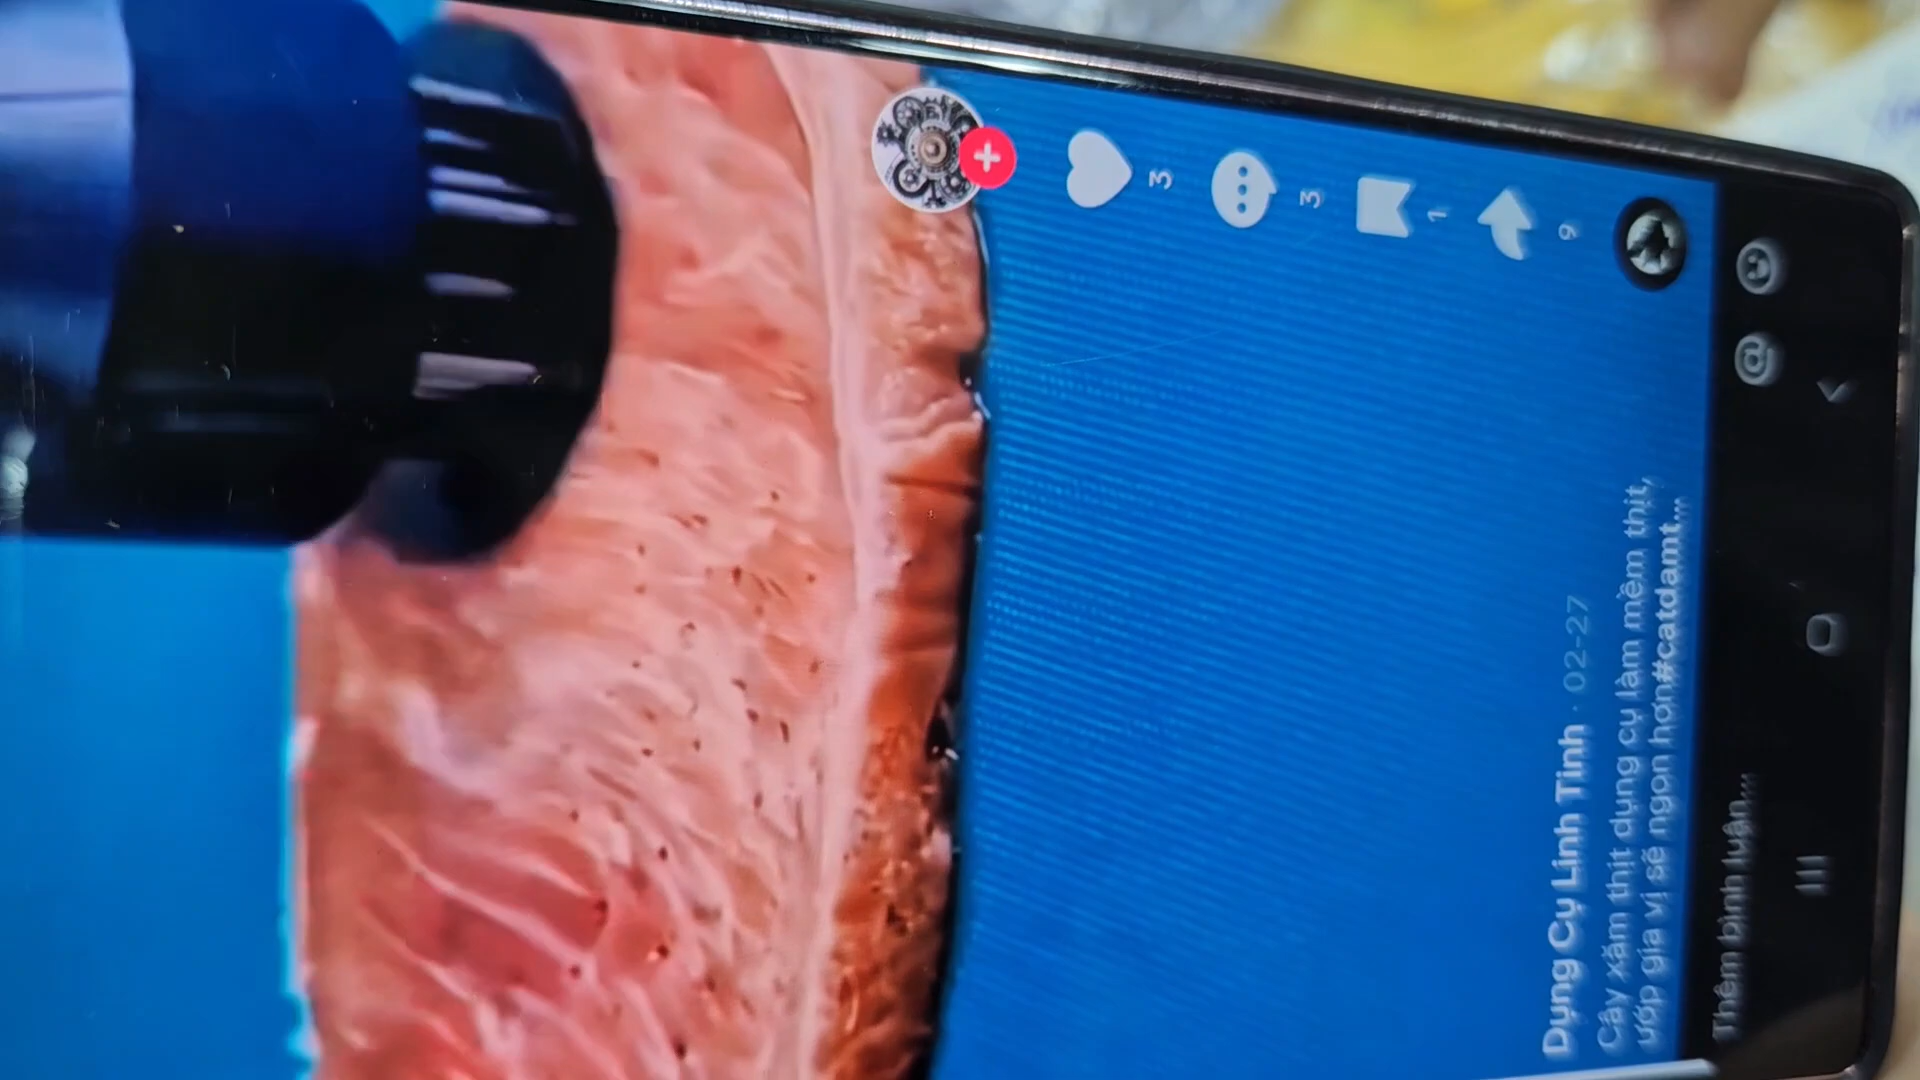 3
3
1
9
Dụng Cụ Linh Tinh · 02-27
Cây xăm thịt dụng cụ làm mềm thịt,
ướp gia vị sẽ ngon hơn#catdamt...
Thêm bình luận...
@